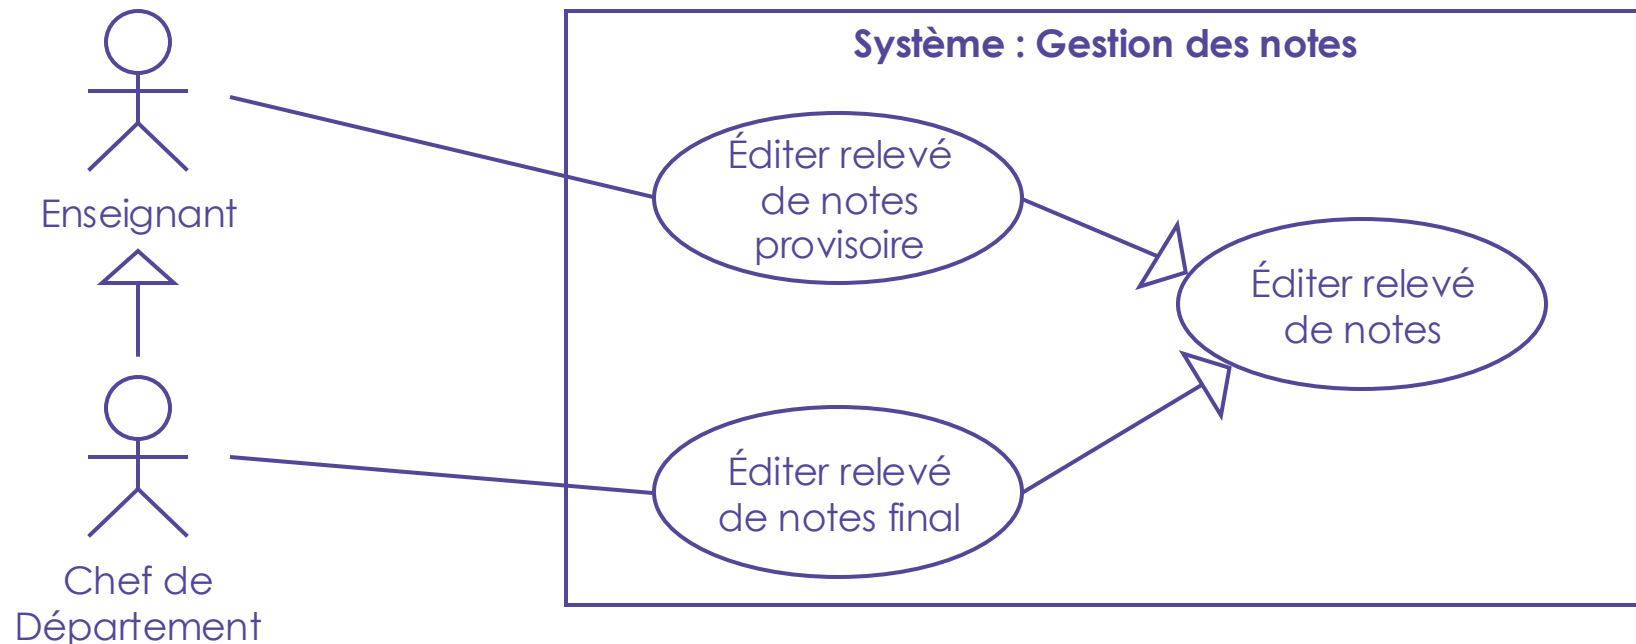 Système : Gestion des notes
Éditer relevé
de notes
provisoire
Enseignant
Éditer relevé
de notes
Éditer relevé
de notes final
Chef de
Département